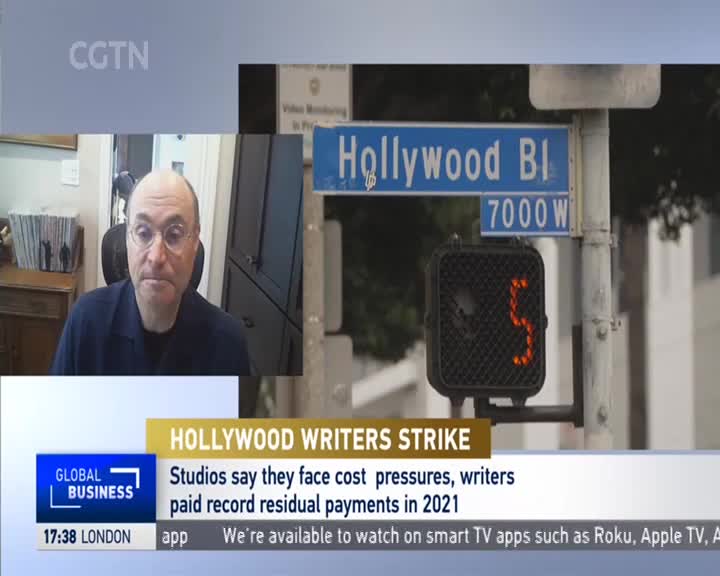 CGTN
Video Monitoring
Hollywood Bl
7000 W
5
HOLLYWOOD WRITERS STRIKE
Studios say they face cost pressures, writers
paid record residual payments in 2021
GLOBAL
BUSINESS
17:38 LONDON
app We're available to watch on smart TV apps such as Roku, Apple TV, A